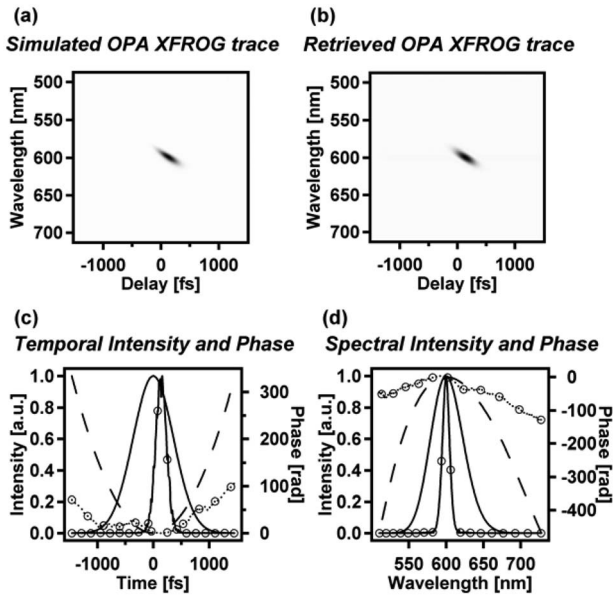 (a)
Simulated OPA XFROG trace
(b)
Retrieved OPA XFROG trace
Wavelength [nm]
500
550
600
650
700
-1000
0
1000
Delay [fs]
Wavelength [nm]
500
550
600
650
700
-1000
0
1000
Delay [fs]
(c)
Temporal Intensity and Phase
(d)
Spectral Intensity and Phase
Intensity [a.u.]
1.0
0.8
0.6
0.4
0.2
0.0
300
200
100
0
Phase [rad]
-1000
0
1000
Time [fs]
Intensity [a.u.]
1.0
0.8
0.6
0.4
0.2
0.0
0
-100
-200
-300
-400
Phase [rad]
550
600
650
700
Wavelength [nm]